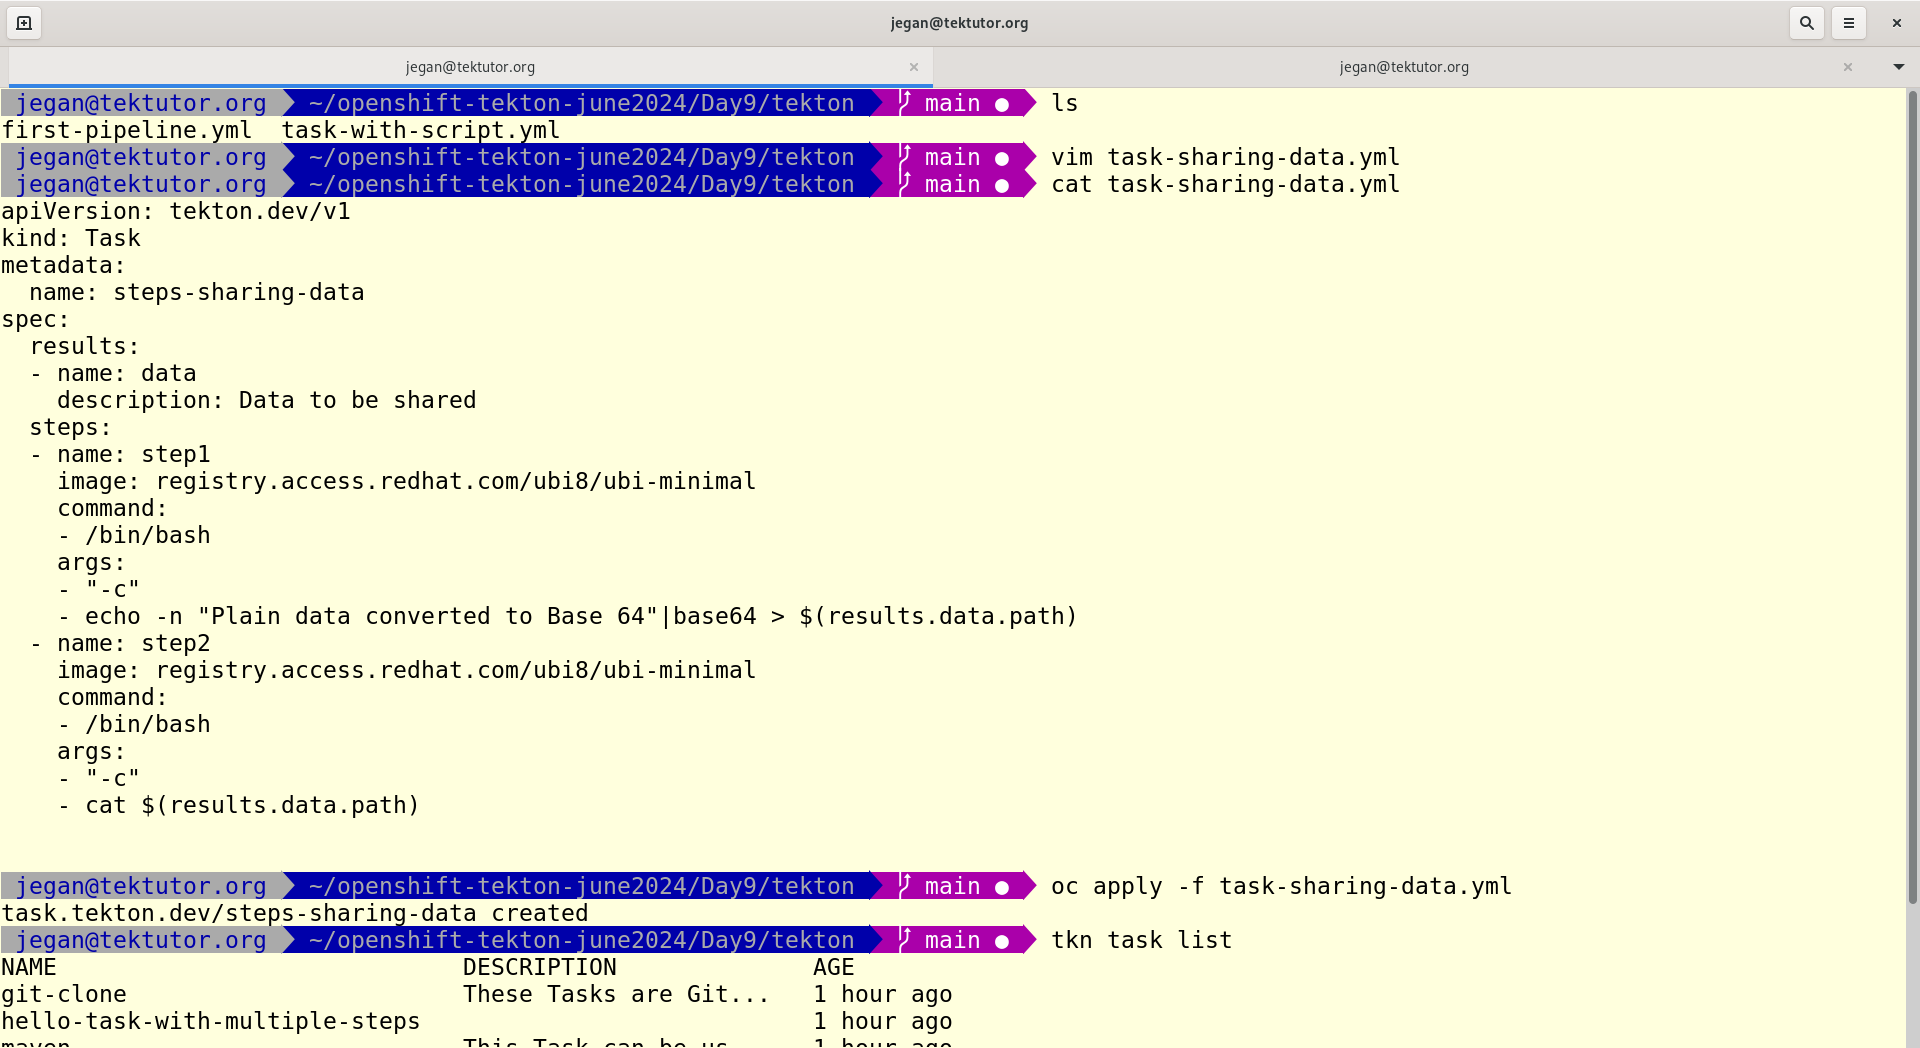 jegan@tektutor.org
jegan@tektutor.org jegan@tektutor.org
jegan@tektutor.org ~/openshift-tekton-june2024/Day9/tekton main ● ls
first-pipeline.yml  task-with-script.yml
jegan@tektutor.org ~/openshift-tekton-june2024/Day9/tekton main ● vim task-sharing-data.yml
jegan@tektutor.org ~/openshift-tekton-june2024/Day9/tekton main ● cat task-sharing-data.yml
apiVersion: tekton.dev/v1
kind: Task
metadata:
  name: steps-sharing-data
spec:
  results:
  - name: data
    description: Data to be shared
  steps:
  - name: step1
    image: registry.access.redhat.com/ubi8/ubi-minimal
    command:
    - /bin/bash
    args:
    - "-c"
    - echo -n "Plain data converted to Base 64"|base64 > $(results.data.path)
  - name: step2
    image: registry.access.redhat.com/ubi8/ubi-minimal
    command:
    - /bin/bash
    args:
    - "-c"
    - cat $(results.data.path)
jegan@tektutor.org ~/openshift-tekton-june2024/Day9/tekton main ● oc apply -f task-sharing-data.yml
task.tekton.dev/steps-sharing-data created
jegan@tektutor.org ~/openshift-tekton-june2024/Day9/tekton main ● tkn task list
NAME                             DESCRIPTION              AGE
git-clone                        These Tasks are Git...   1 hour ago
hello-task-with-multiple-steps                            1 hour ago
maven                            This Task can be us...   1 hour ago